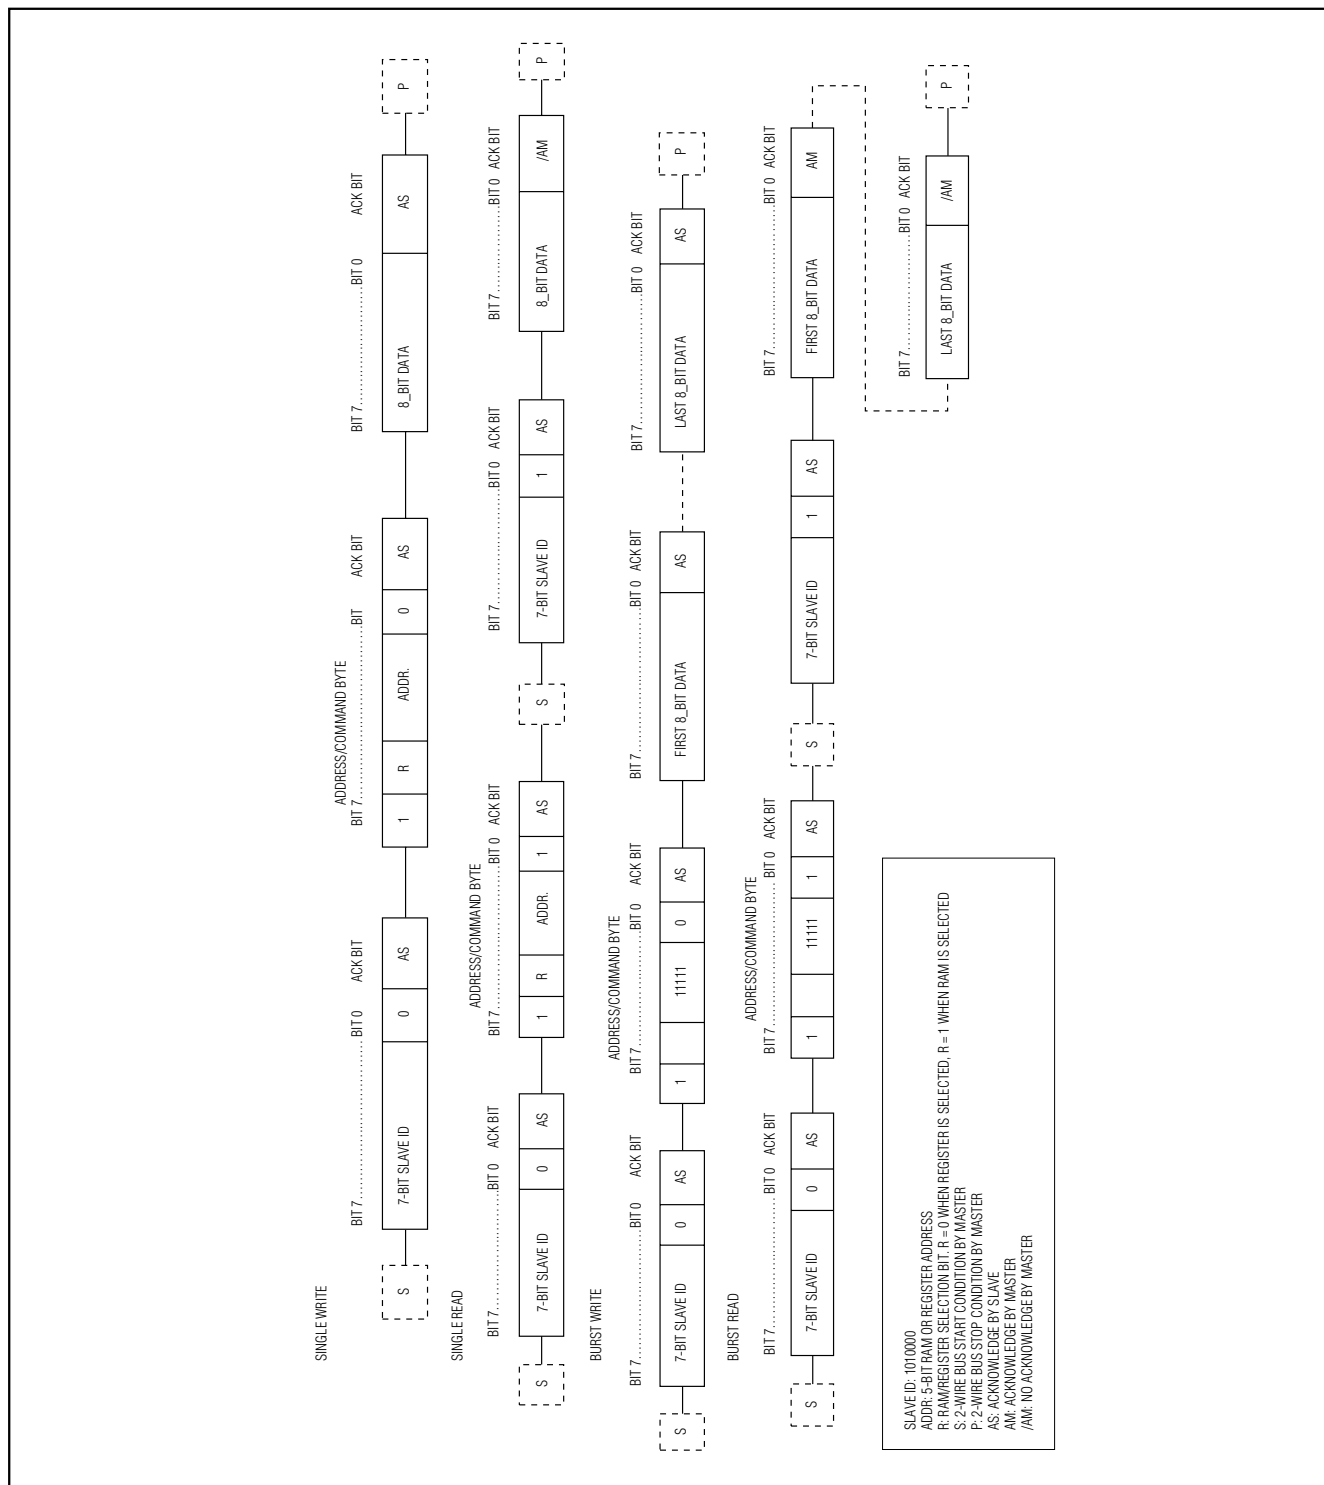 SINGLE WRITE
ADDRESS/COMMAND BYTE
BIT 7..............................BIT 0 ACK BIT BIT 7..............................BIT ACK BIT BIT 7..............................BIT 0 ACK BIT
S 7-BIT SLAVE ID 0 AS 1 R ADDR. 0 AS 8_BIT DATA AS P
SINGLE READ
ADDRESS/COMMAND BYTE
BIT 7..............................BIT 0 ACK BIT BIT 7..............................BIT 0 ACK BIT BIT 7..............................BIT 0 ACK BIT BIT 7..............................BIT 0 ACK BIT
S 7-BIT SLAVE ID 0 AS 1 R ADDR. 1 AS S 7-BIT SLAVE ID 1 AS 8_BIT DATA /AM P
BURST WRITE
ADDRESS/COMMAND BYTE
BIT 7..............................BIT 0 ACK BIT BIT 7..............................BIT 0 ACK BIT BIT 7..............................BIT 0 ACK BIT BIT 7..............................BIT 0 ACK BIT
S 7-BIT SLAVE ID 0 AS 1 11111 0 AS FIRST 8_BIT DATA AS LAST 8_BIT DATA AS P
BURST READ
ADDRESS/COMMAND BYTE
BIT 7..............................BIT 0 ACK BIT BIT 7..............................BIT 0 ACK BIT BIT 7..............................BIT 0 ACK BIT
S 7-BIT SLAVE ID 0 AS 1 11111 1 AS S 7-BIT SLAVE ID 1 AS FIRST 8_BIT DATA AM
BIT 7..............................BIT 0 ACK BIT
LAST 8_BIT DATA /AM P
SLAVE ID: 1010000
ADDR: 5-BIT RAM OR REGISTER ADDRESS
R: RAM/REGISTER SELECTION BIT. R = 0 WHEN REGISTER IS SELECTED, R = 1 WHEN RAM IS SELECTED
S: 2-WIRE BUS START CONDITION BY MASTER
P: 2-WIRE BUS STOP CONDITION BY MASTER
AS: ACKNOWLEDGE BY SLAVE
AM: ACKNOWLEDGE BY MASTER
/AM: NO ACKNOWLEDGE BY MASTER